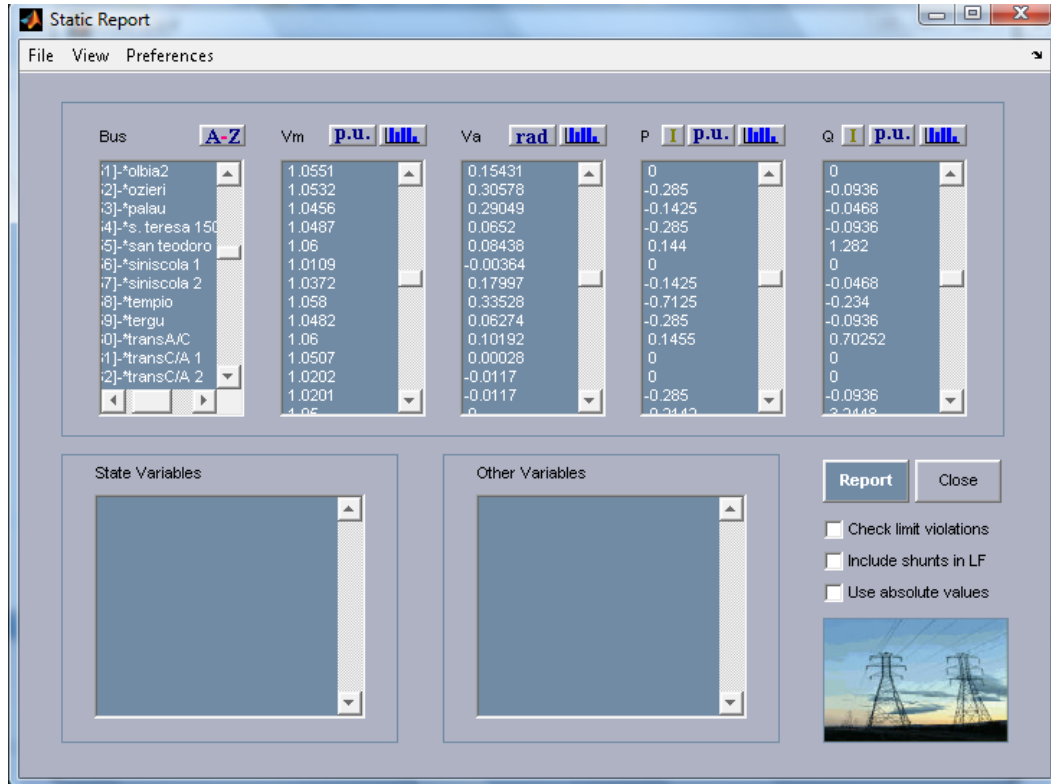 Static Report
File View Preferences
Bus A-Z Vm p.u. Va rad P I p.u. Q I p.u.
1]-*olbia2 1.0551 0.15431 0 0
2]-*ozieri 1.0532 0.30578 -0.285 -0.0936
3]-*palau 1.0456 0.29049 -0.1425 -0.0468
4]-*s. teresa 150 1.0487 0.0652 -0.285 -0.0936
5]-*san teodoro 1.06 0.08438 0.144 1.282
6]-*siniscola 1 1.0109 -0.00364 0 0
7]-*siniscola 2 1.0372 0.17997 -0.1425 -0.0468
8]-*tempio 1.058 0.33528 -0.7125 -0.234
9]-*tergu 1.0482 0.06274 -0.285 -0.0936
0]-*transA/C 1.06 0.10192 0.1455 0.70252
1]-*transC/A 1 1.0507 0.00028 0 0
2]-*transC/A 2 1.0202 -0.0117 0 0
1.0201 -0.0117 -0.285 -0.0936
1.05 0 -0.2142 3.2448
State Variables Other Variables
Report Close
Check limit violations
Include shunts in LF
Use absolute values